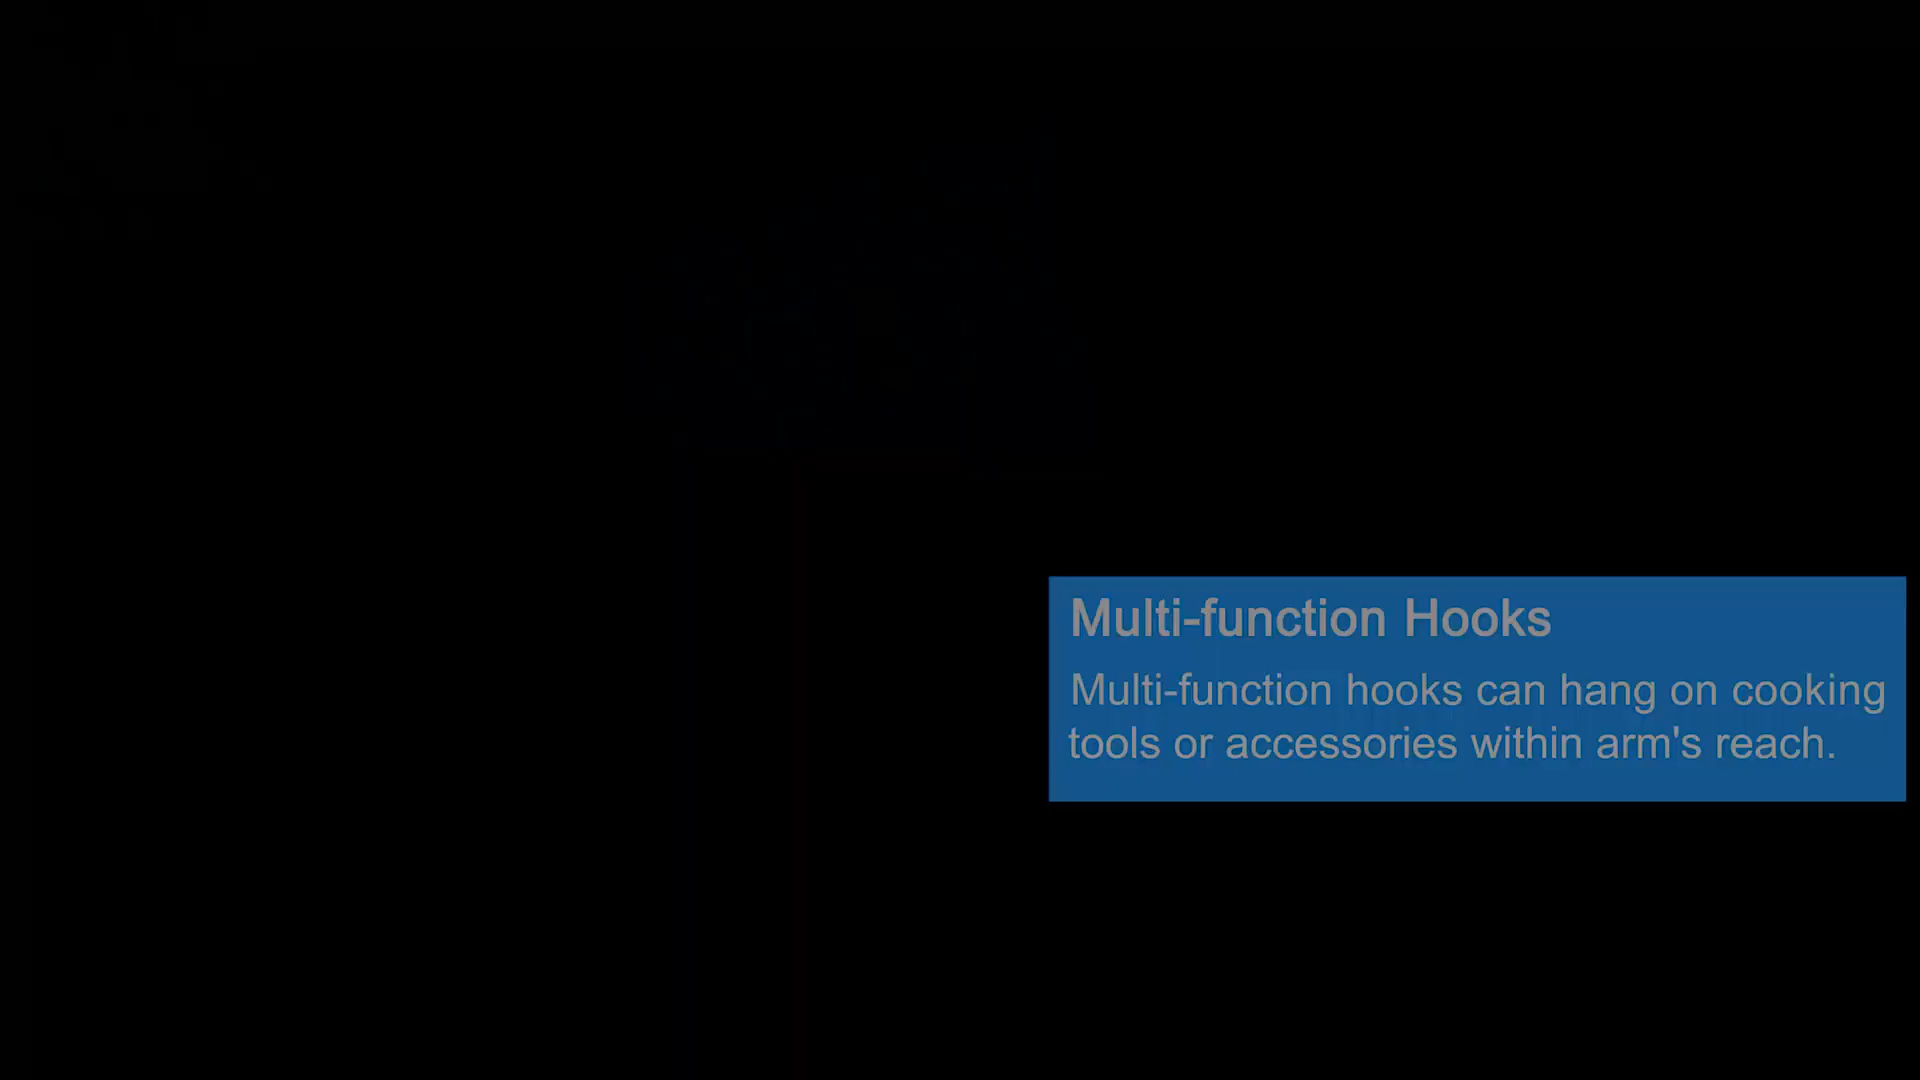 Multi-function Hooks
Multi-function hooks can hang on cooking
tools or accessories within arm's reach.